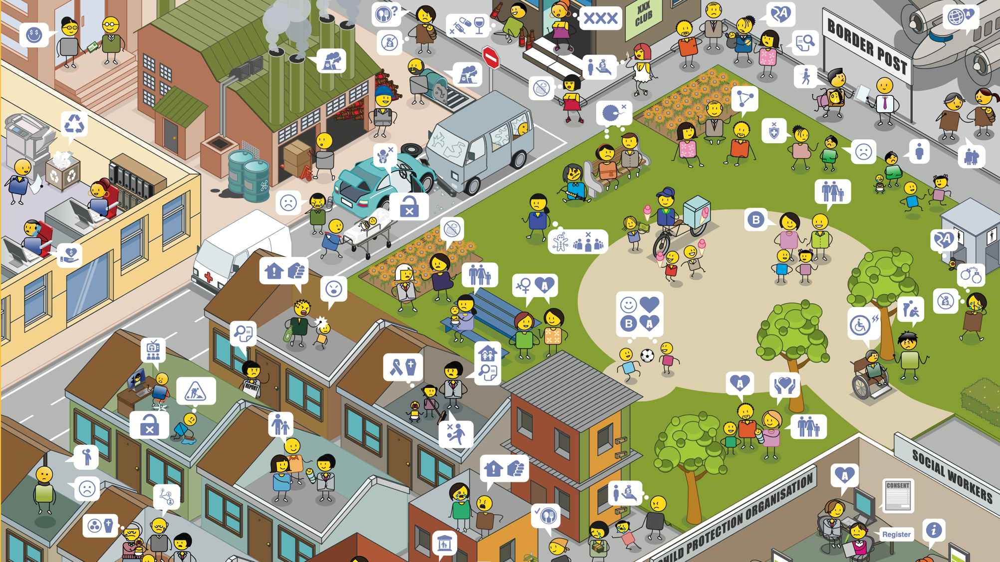 ?
XXX
XXX
CLUB
A
A
BORDER POST
B
A
A
B
A
REPORT
A
SOCIAL WORKERS
CHILD PROTECTION ORGANISATION
A
CONSENT
Register
i